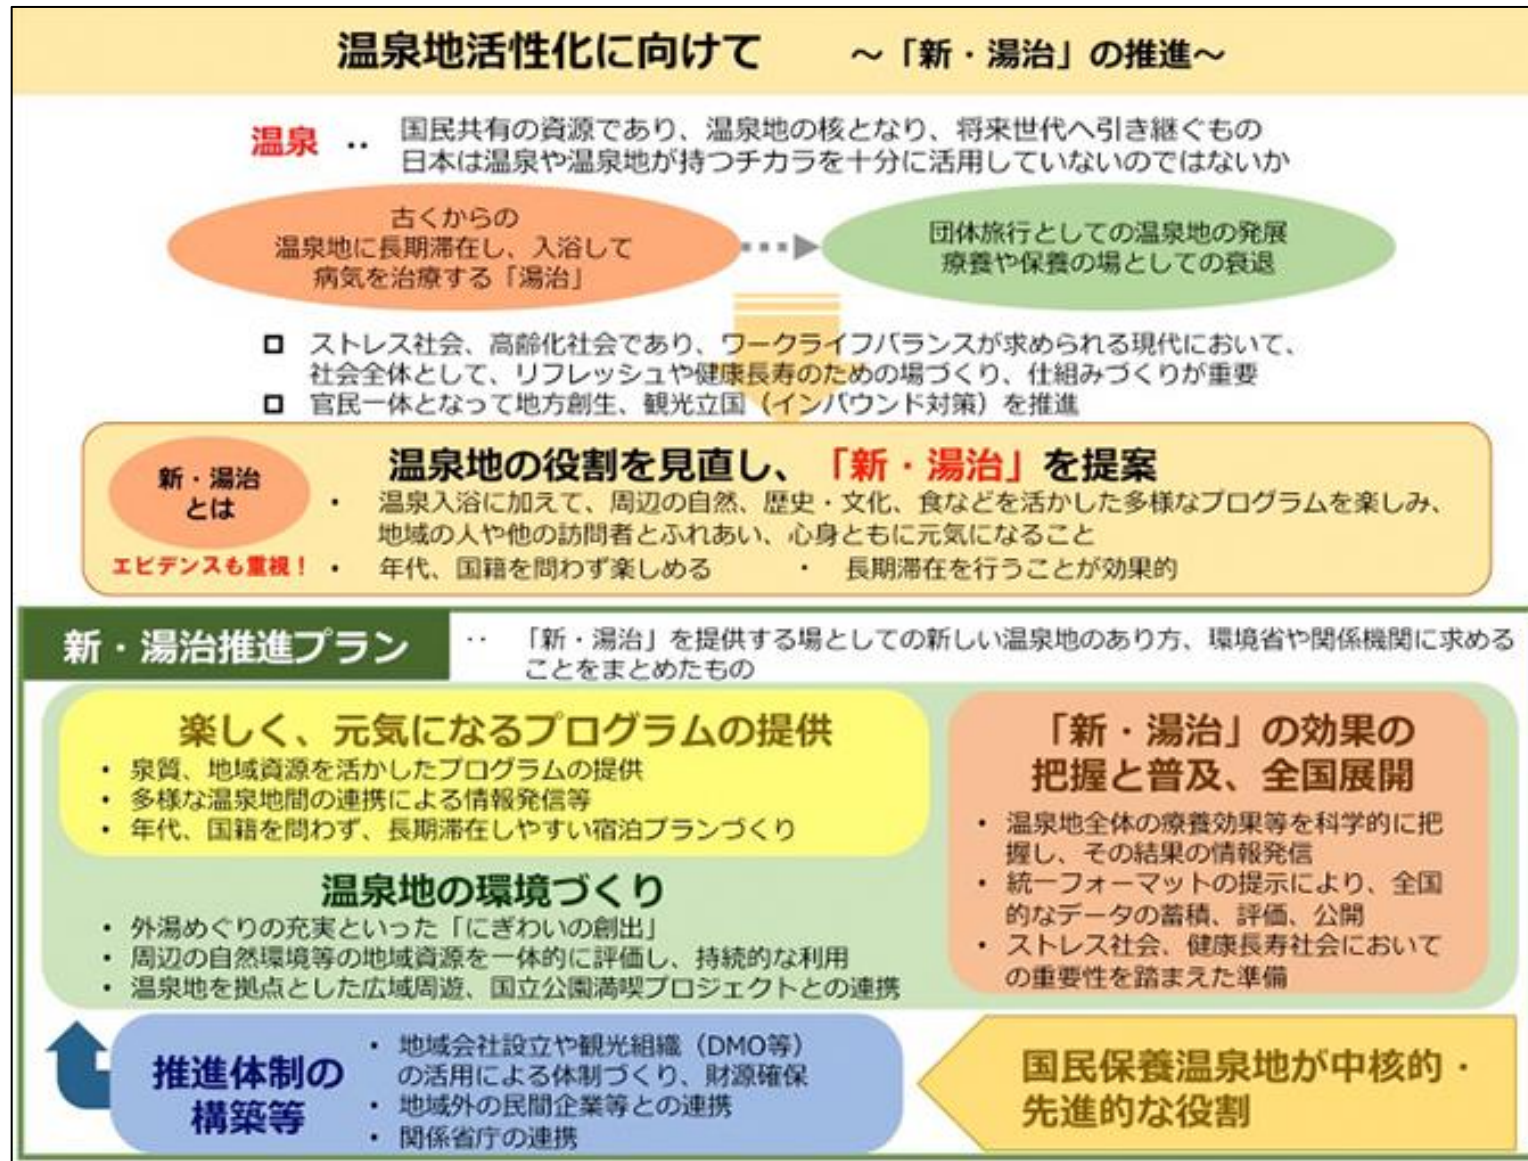 温泉地活性化に向けて ～「新・湯治」の推進～
温泉 ‥ 国民共有の資源であり、温泉地の核となり、将来世代へ引き継ぐもの
日本は温泉や温泉地が持つチカラを十分に活用していないのではないか
古くからの
温泉地に長期滞在し、入浴して
病気を治療する「湯治」
団体旅行としての温泉地の発展
療養や保養の場としての衰退
ストレス社会、高齢化社会であり、ワークライフバランスが求められる現代において、
社会全体として、リフレッシュや健康長寿のための場づくり、仕組みづくりが重要
官民一体となって地方創生、観光立国（インバウンド対策）を推進
新・湯治
とは
エビデンスも重視！
温泉地の役割を見直し、「新・湯治」を提案
・ 温泉入浴に加えて、周辺の自然、歴史・文化、食などを活かした多様なプログラムを楽しみ、
地域の人や他の訪問者とふれあい、心身ともに元気になること
・ 年代、国籍を問わず楽しめる ・ 長期滞在を行うことが効果的
新・湯治推進プラン ‥ 「新・湯治」を提供する場としての新しい温泉地のあり方、環境省や関係機関に求める
ことをまとめたもの
楽しく、元気になるプログラムの提供
• 泉質、地域資源を活かしたプログラムの提供
• 多様な温泉地間の連携による情報発信等
• 年代、国籍を問わず、長期滞在しやすい宿泊プランづくり
温泉地の環境づくり
• 外湯めぐりの充実といった「にぎわいの創出」
• 周辺の自然環境等の地域資源を一体的に評価し、持続的な利用
• 温泉地を拠点とした広域周遊、国立公園満喫プロジェクトとの連携
「新・湯治」の効果の
把握と普及、全国展開
• 温泉地全体の療養効果等を科学的に把
握し、その結果の情報発信
• 統一フォーマットの提示により、全国
的なデータの蓄積、評価、公開
• ストレス社会、健康長寿社会において
の重要性を踏まえた準備
推進体制の
構築等
• 地域会社設立や観光組織（DMO等）
の活用による体制づくり、財源確保
• 地域外の民間企業等との連携
• 関係省庁の連携
国民保養温泉地が中核的・
先進的な役割